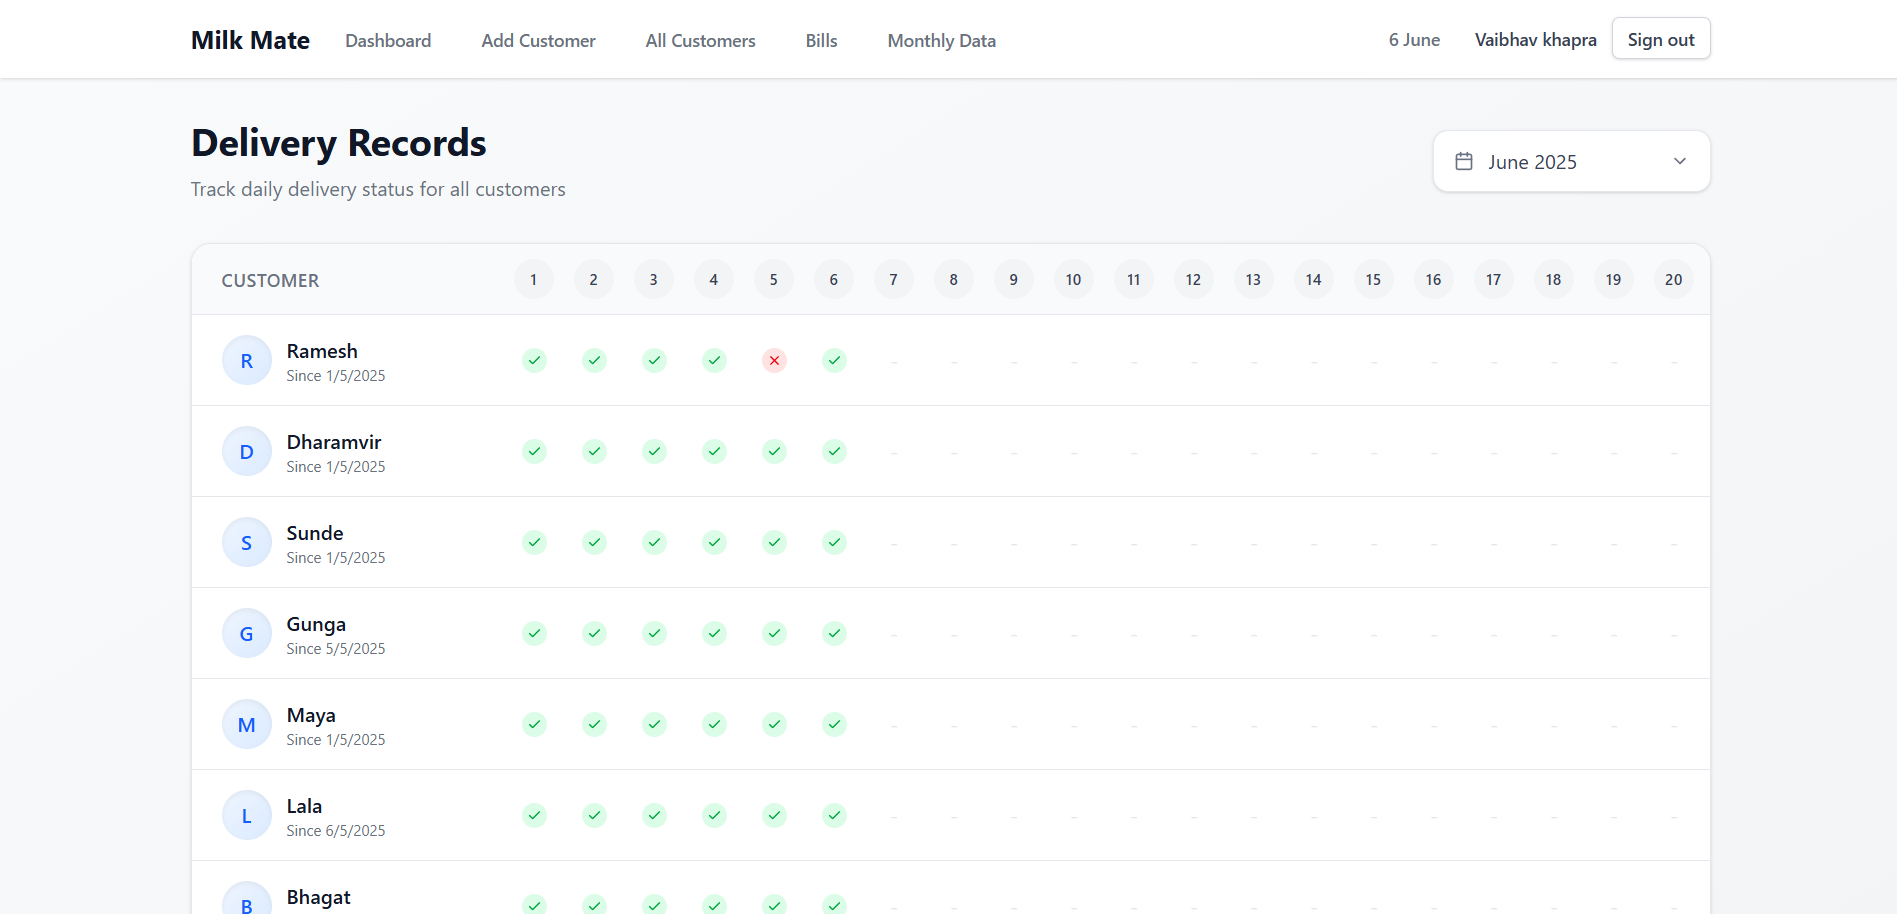 Milk Mate Dashboard Add Customer All Customers Bills Monthly Data 6 June Vaibhav khapra Sign out
Delivery Records
June 2025
Track daily delivery status for all customers
CUSTOMER 1 2 3 4 5 6 7 8 9 10 11 12 13 14 15 16 17 18 19 20
R Ramesh
Since 1/5/2025
- - - - - - - - - - - - - -
D Dharamvir
Since 1/5/2025
- - - - - - - - - - - - - -
S Sunde
Since 1/5/2025
- - - - - - - - - - - - - -
G Gunga
Since 5/5/2025
- - - - - - - - - - - - - -
M Maya
Since 1/5/2025
- - - - - - - - - - - - - -
L Lala
Since 6/5/2025
- - - - - - - - - - - - - -
B Bhagat
- - - - - - - - - - - - - -